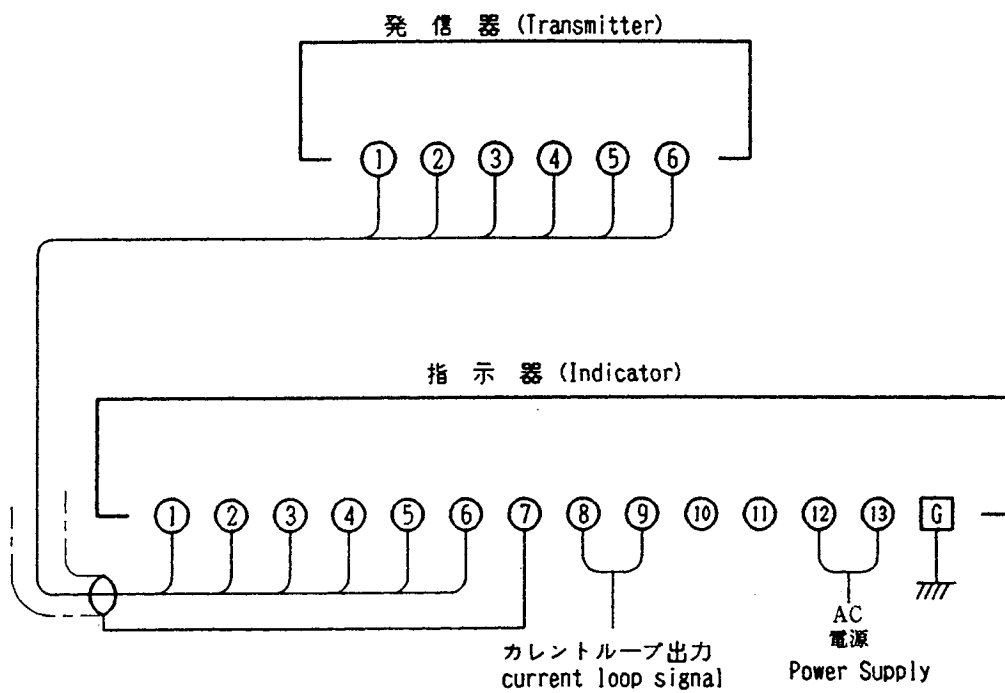 発 信 器 (Transmitter)
① ② ③ ④ ⑤ ⑥
指 示 器 (Indicator)
① ② ③ ④ ⑤ ⑥ ⑦ ⑧ ⑨ ⑩ ⑪ ⑫ ⑬ G
カレントループ出力
current loop signal
AC
電源
Power Supply